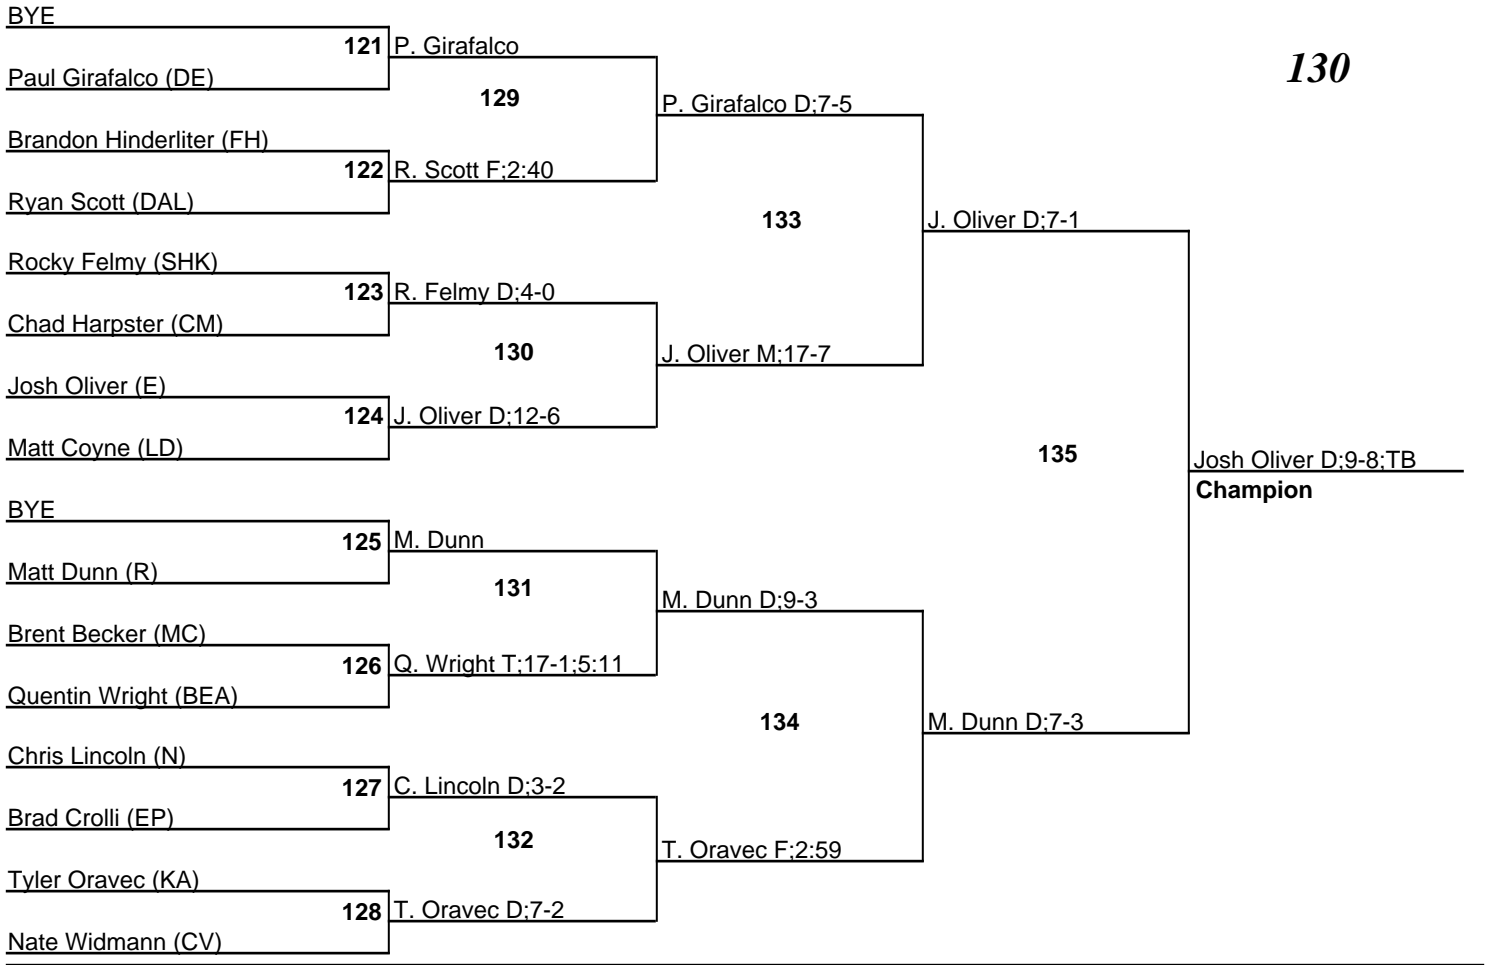 BYE
121 P. Girafalco
130
Paul Girafalco (DE)
129
P. Girafalco D;7-5
Brandon Hinderliter (FH)
122 R. Scott F;2:40
Ryan Scott (DAL)
133
J. Oliver D;7-1
Rocky Felmy (SHK)
123 R. Felmy D;4-0
Chad Harpster (CM)
130
J. Oliver M;17-7
Josh Oliver (E)
124 J. Oliver D;12-6
Matt Coyne (LD)
135
Josh Oliver D;9-8;TB
Champion
BYE
125 M. Dunn
Matt Dunn (R)
131
M. Dunn D;9-3
Brent Becker (MC)
126 Q. Wright T;17-1;5:11
Quentin Wright (BEA)
134
M. Dunn D;7-3
Chris Lincoln (N)
127 C. Lincoln D;3-2
Brad Crolli (EP)
132
T. Oravec F;2:59
Tyler Oravec (KA)
128 T. Oravec D;7-2
Nate Widmann (CV)